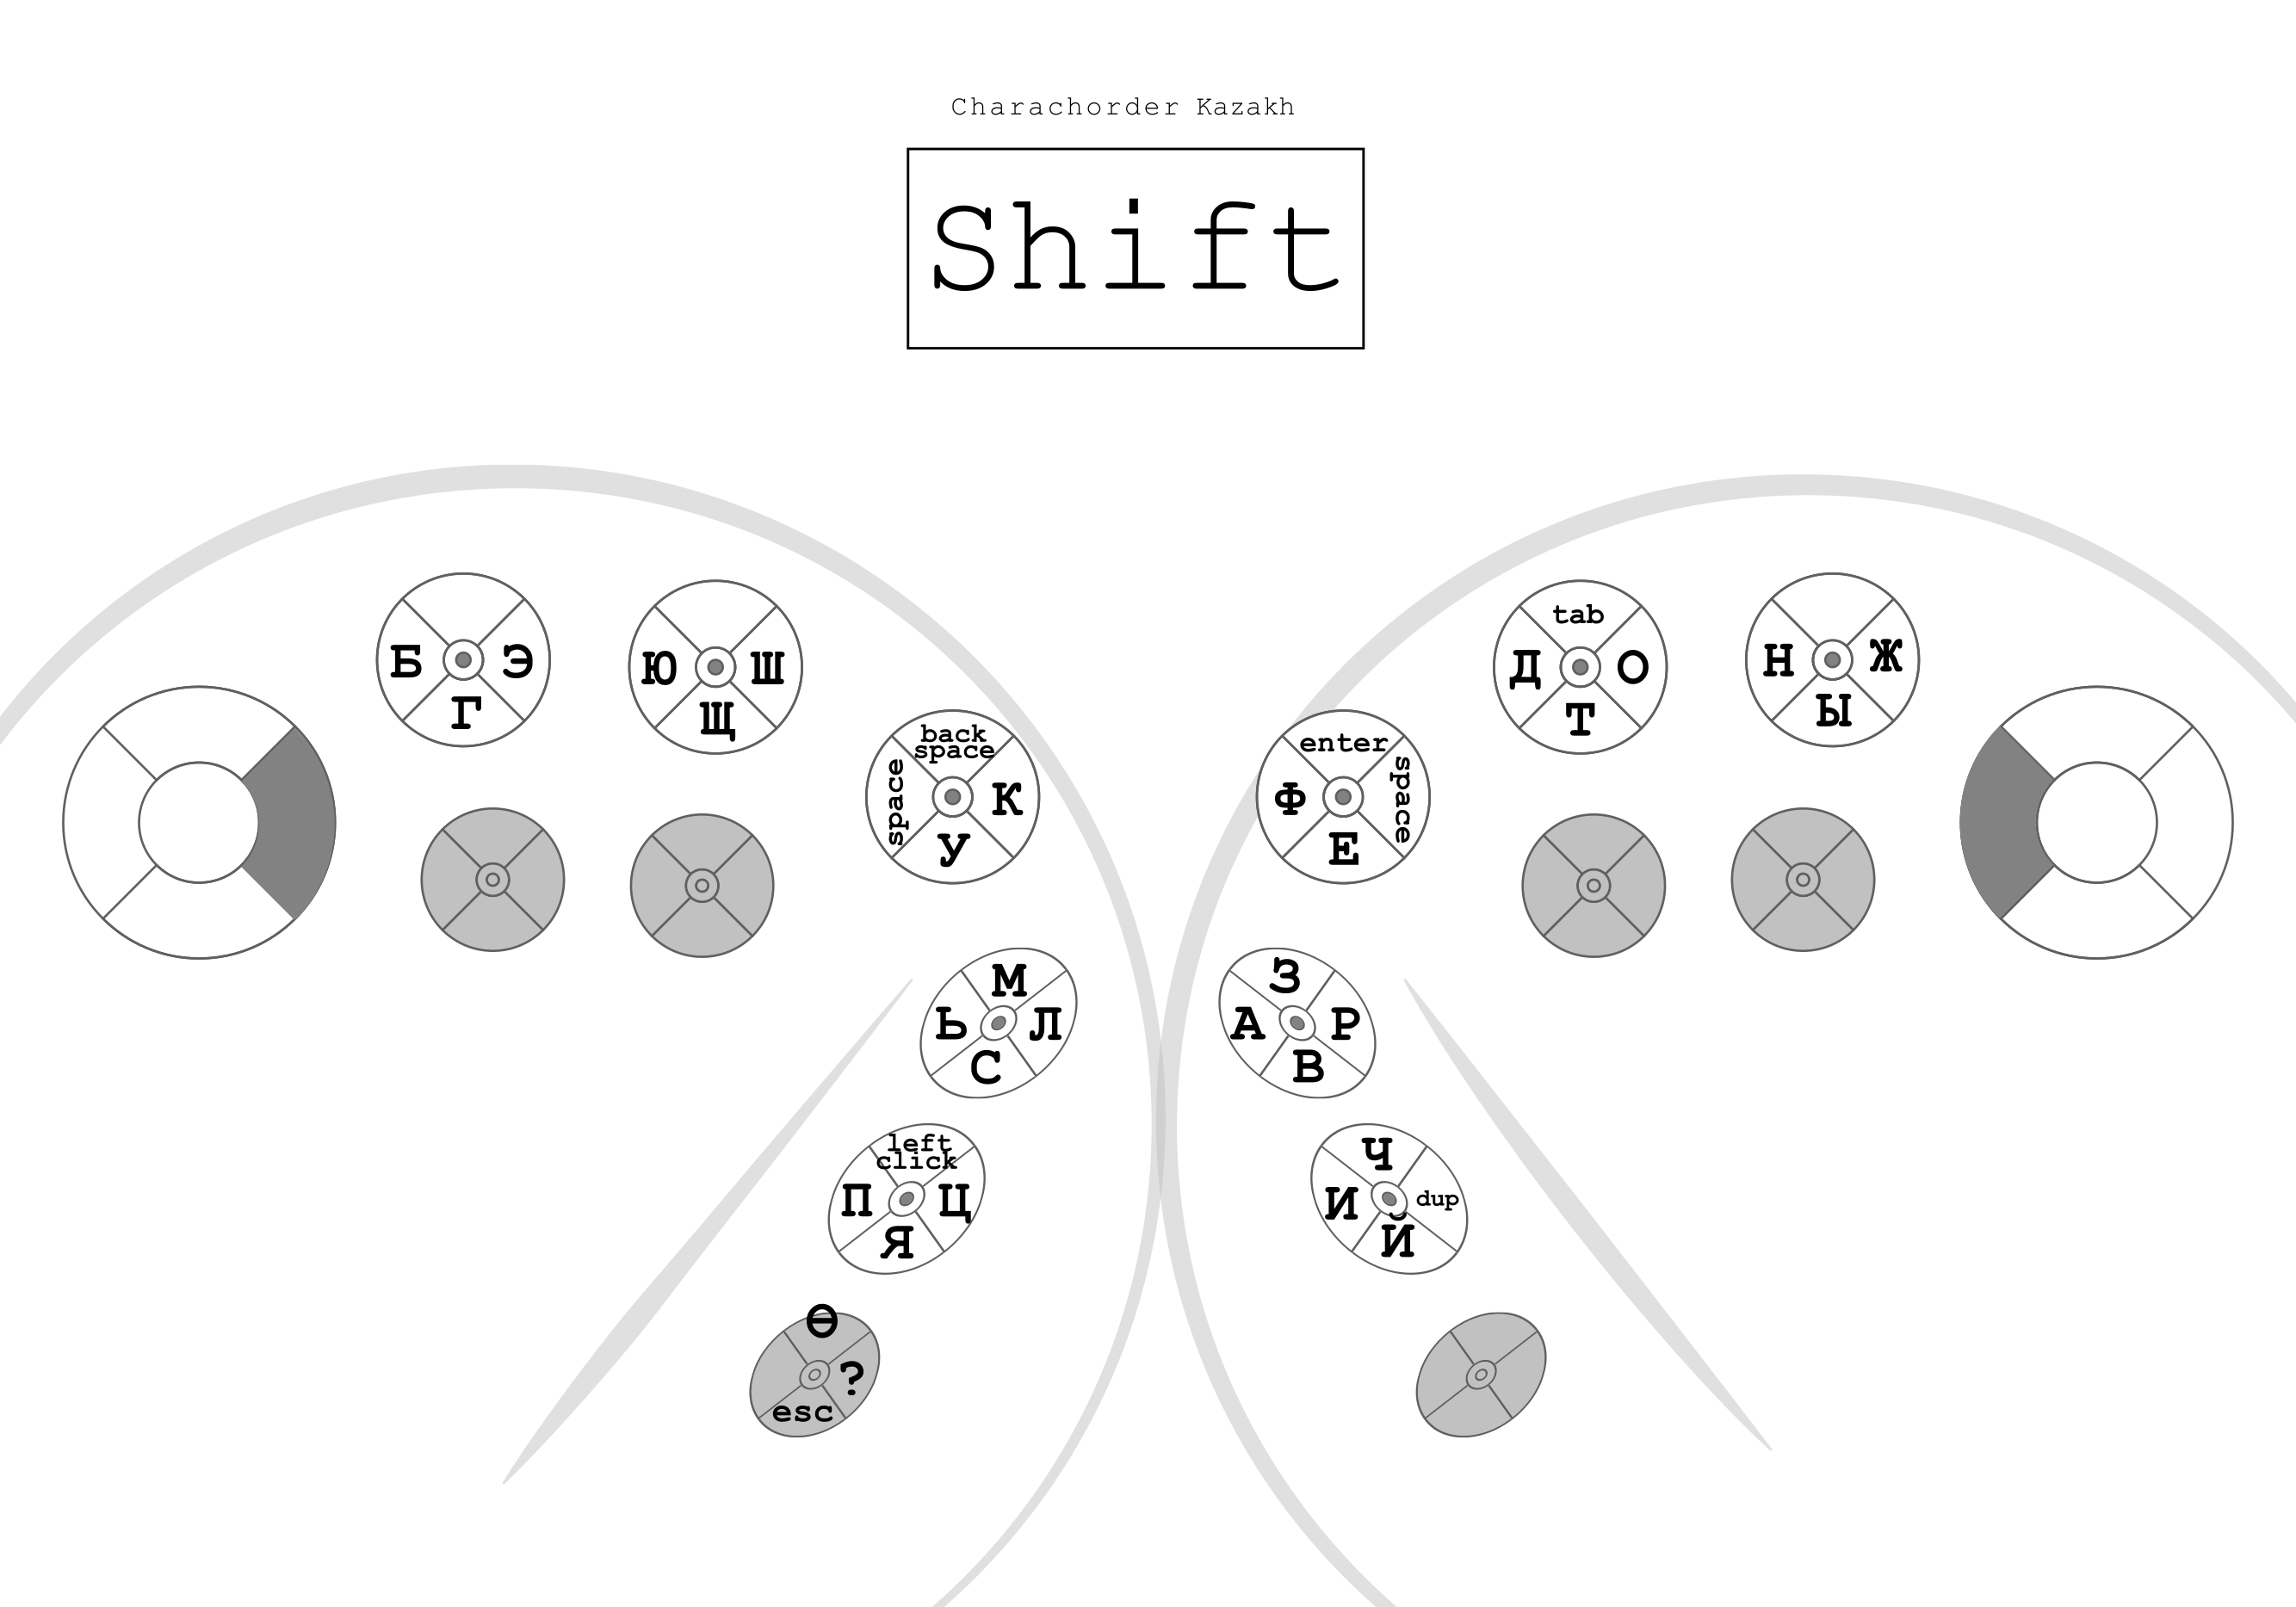 Charachorder Kazakh
Shift
Б Э
Г
Ю Ш
Щ
back
space
space
К
У
enter
Ф
space
Е
tab
Д О
Т
Н Ж
Ы
М
Ь Л
С
З
А Р
В
left
click
П Ц
Я
Ч
И dup
Й
Ө
?
esc